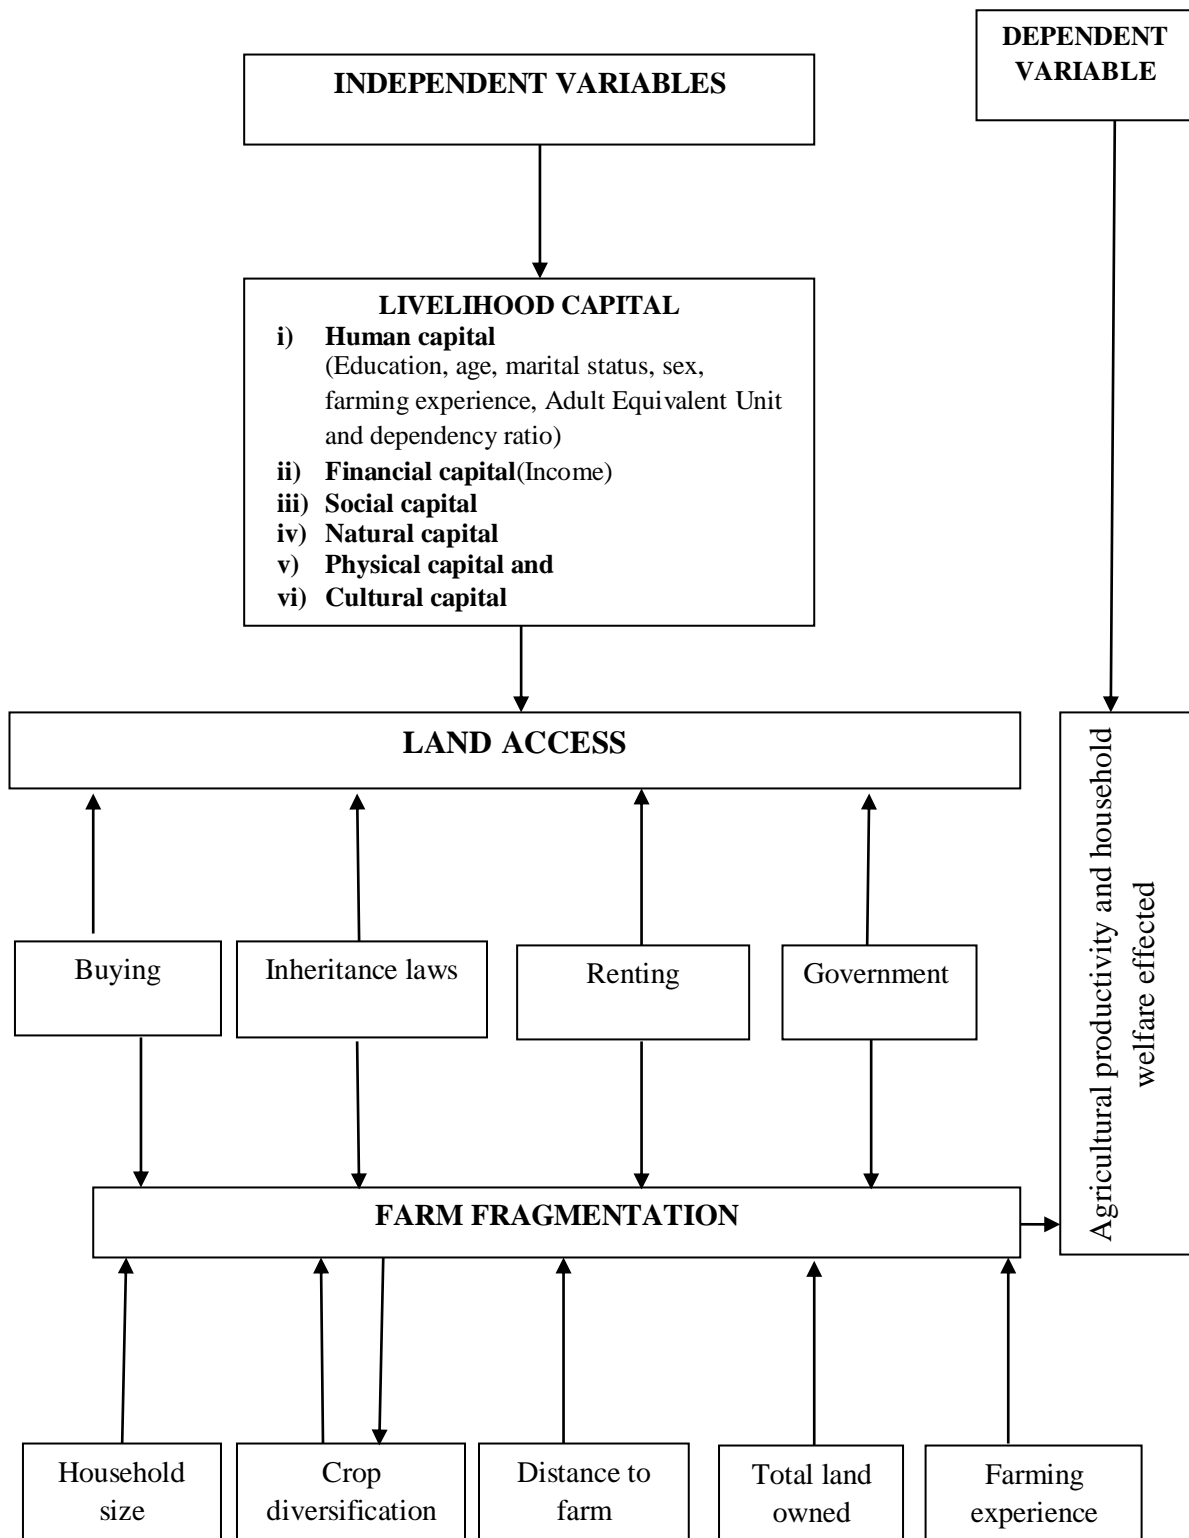 DEPENDENT
VARIABLE
INDEPENDENT VARIABLES
LIVELIHOOD CAPITAL
i) Human capital
(Education, age, marital status, sex,
farming experience, Adult Equivalent Unit
and dependency ratio)
ii) Financial capital(Income)
iii) Social capital
iv) Natural capital
v) Physical capital and
vi) Cultural capital
LAND ACCESS
Agricultural productivity and household
welfare effected
Buying
Inheritance laws
Renting
Government
FARM FRAGMENTATION
Household
size
Crop
diversification
Distance to
farm
Total land
owned
Farming
experience